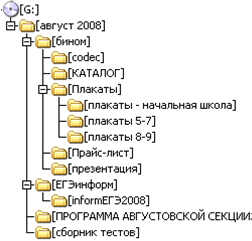 [G:]
[август 2008]
[бином]
[codec]
[КАТАЛОГ]
[Плакаты]
[плакаты - начальная школа]
[плакаты 5-7]
[плакаты 8-9]
[Прайс-лист]
[презентация]
[ЕГЭинформ]
[informЕГЭ2008]
[ПРОГРАММА АВГУСТОВСКОЙ СЕКЦИИ
[сборник тестов]